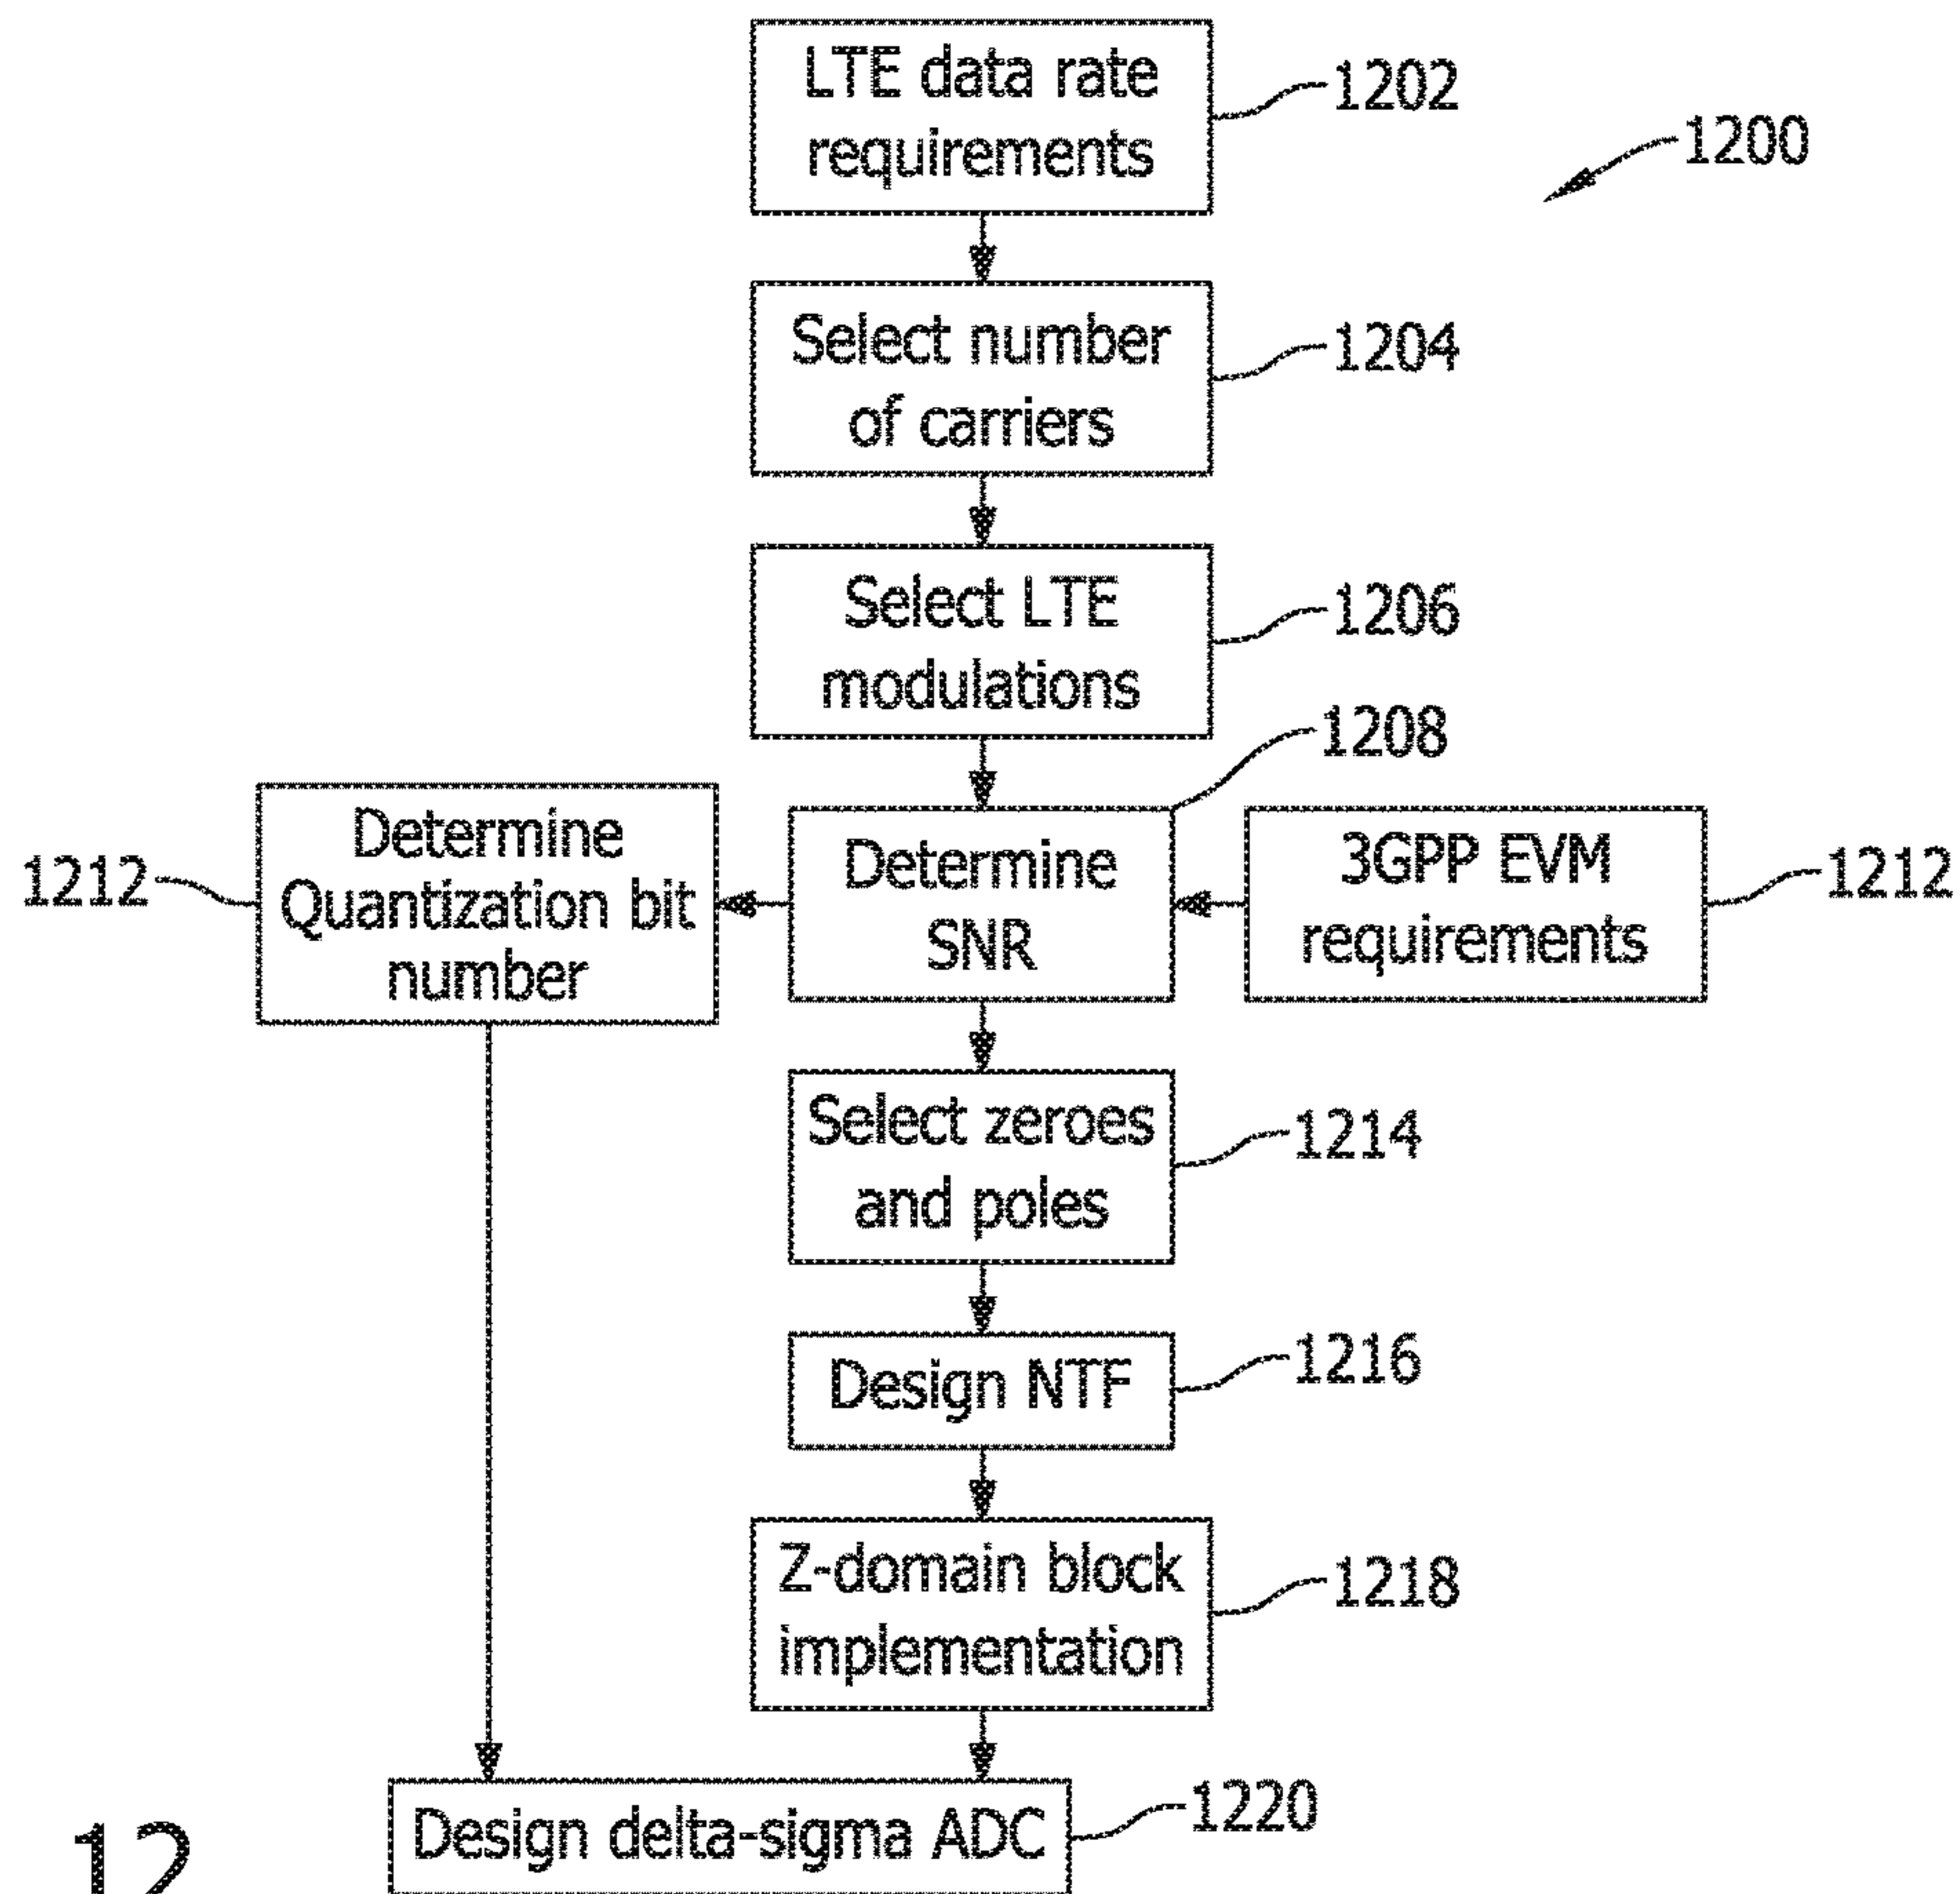 LTE data rate
requirements
1202
1200
Select number
of carriers
1204
Select LTE
modulations
1206
1208
1212
Determine
Quantization bit
number
Determine
SNR
3GPP EVM
requirements
1212
Select zeroes
and poles
1214
Design NTF
1216
Z-domain block
implementation
1218
Design delta-sigma ADC
1220
12